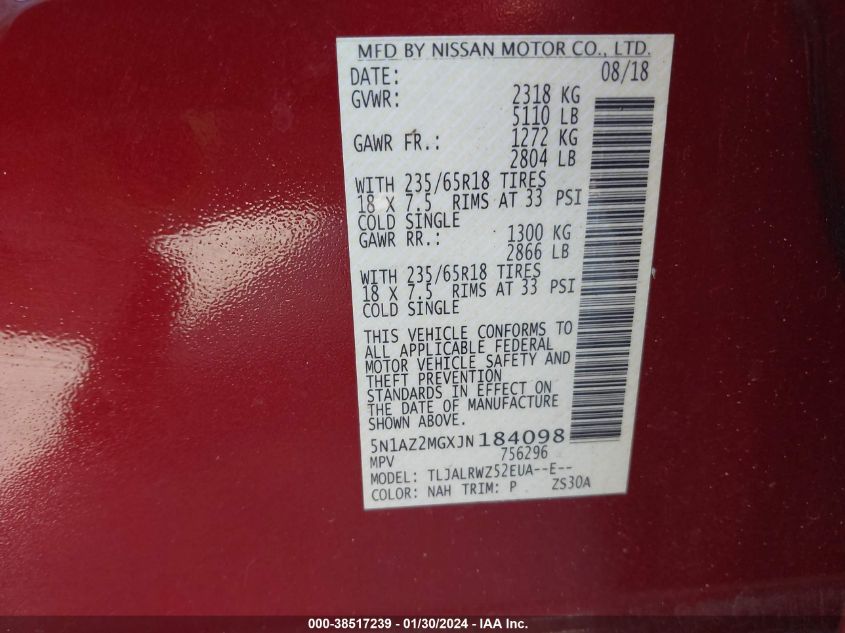 MFD BY NISSAN MOTOR CO., LTD.
DATE: 08/18
GVWR: 2318 KG
5110 LB
GAWR FR.: 1272 KG
2804 LB
WITH 235/65R18 TIRES
18 X 7.5 RIMS AT 33 PSI
COLD SINGLE
GAWR RR.: 1300 KG
2866 LB
WITH 235/65R18 TIRES
18 X 7.5 RIMS AT 33 PSI
COLD SINGLE
THIS VEHICLE CONFORMS TO
ALL APPLICABLE FEDERAL
MOTOR VEHICLE SAFETY AND
THEFT PREVENTION
STANDARDS IN EFFECT ON
THE DATE OF MANUFACTURE
SHOWN ABOVE.
5N1AZ2MGXJN184098
MPV 756296
MODEL: TLJALRWZ52EUA--E--
COLOR: NAH TRIM: P ZS30A
000-38517239 - 01/30/2024 - IAA Inc.